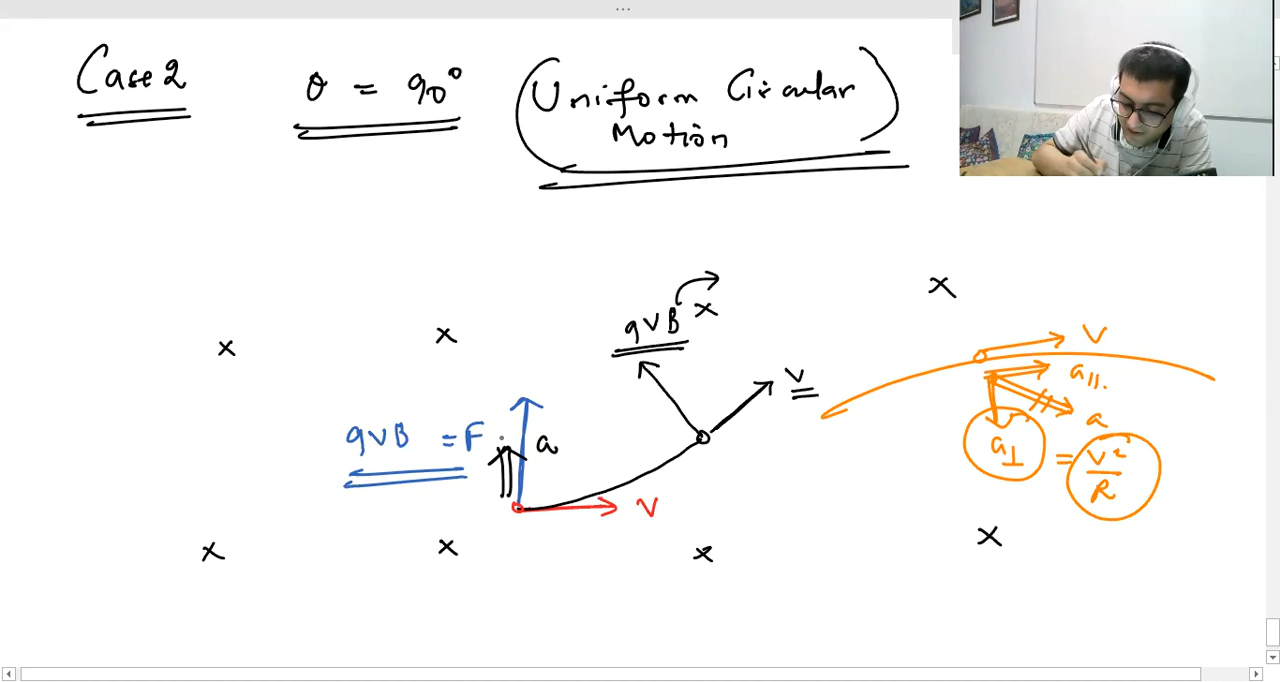 Case 2
θ = 90°
(Uniform Circular
Motion)
x
x
x
qVB x
x
V
a||.
a
a⊥ = V²/R
V
qVB = F
a
V
x
x
x
x